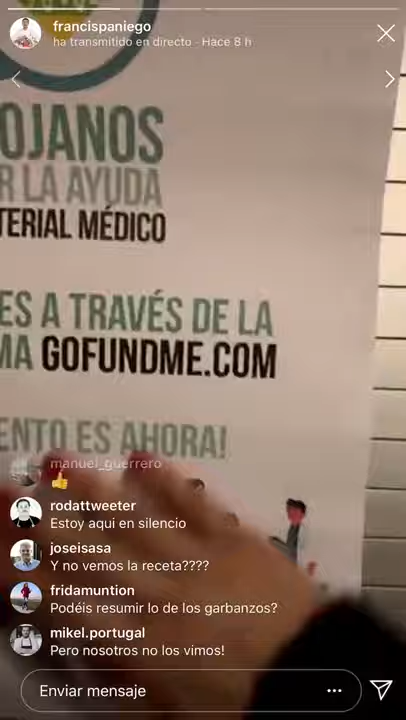 francispaniego
ha transmitido en directo · Hace 8 h
OJANOS
R LA AYUDA
TERIAL MÉDICO
ES A TRAVÉS DE LA
MA GOFUNDME.COM
ENTO ES AHORA!
manuel_guerrero
👍
rodattweeter
Estoy aqui en silencio
joseisasa
Y no vemos la receta????
fridamuntion
Podéis resumir lo de los garbanzos?
mikel.portugal
Pero nosotros no los vimos!
Enviar mensaje